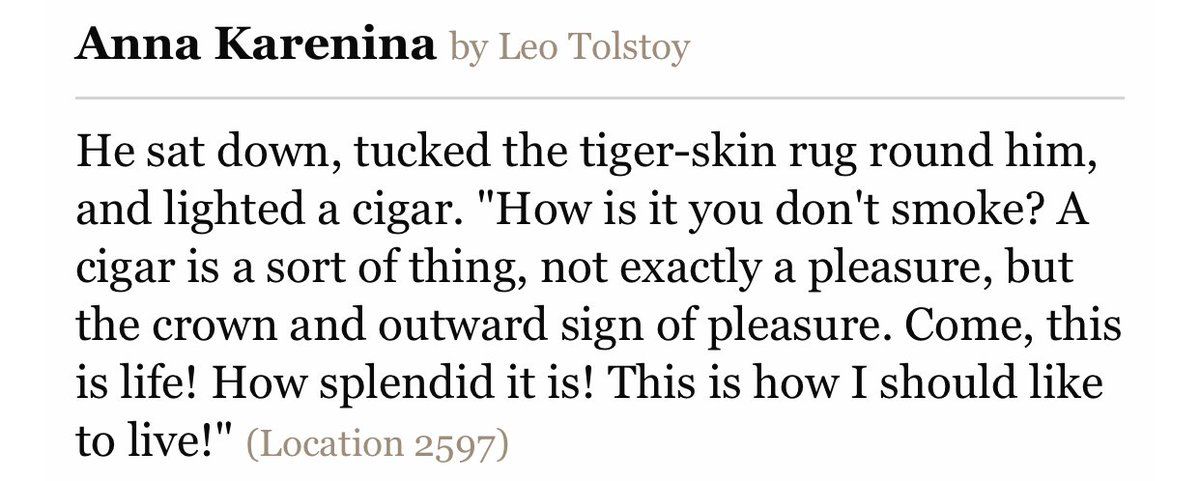 Anna Karenina by Leo Tolstoy
He sat down, tucked the tiger-skin rug round him,
and lighted a cigar. "How is it you don't smoke? A
cigar is a sort of thing, not exactly a pleasure, but
the crown and outward sign of pleasure. Come, this
is life! How splendid it is! This is how I should like
to live!" (Location 2597)